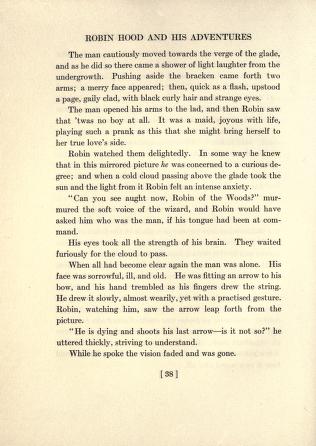 ROBIN HOOD AND HIS ADVENTURES
The man cautiously moved towards the verge of the glade,
and as he did so there came a shower of light laughter from the
undergrowth. Pushing aside the bracken came forth two
arms; a merry face appeared; then, quick as a flash, upstood
a page, gaily clad, with black curly hair and strange eyes.
The man opened his arms to the lad, and then Robin saw
that 'twas no boy at all. It was a maid, joyous with life,
playing such a prank as this that she might bring herself to
her true love's side.
Robin watched them delightedly. In some way he knew
that in this mirrored picture he was concerned to a curious de-
gree; and when a cold cloud passing above the glade took the
sun and the light from it Robin felt an intense anxiety.
"Can you see aught now, Robin of the Woods?" mur-
mured the soft voice of the wizard, and Robin would have
asked him who was the man, if his tongue had been at com-
mand.
His eyes took all the strength of his brain. They waited
furiously for the cloud to pass.
When all had become clear again the man was alone. His
face was sorrowful, ill, and old. He was fitting an arrow to his
bow, and his hand trembled as his fingers drew the string.
He drew it slowly, almost wearily, yet with a practised gesture.
Robin, watching him, saw the arrow leap forth from the
picture.
"He is dying and shoots his last arrow—is it not so?" he
uttered thickly, striving to understand.
While he spoke the vision faded and was gone.
[ 38 ]